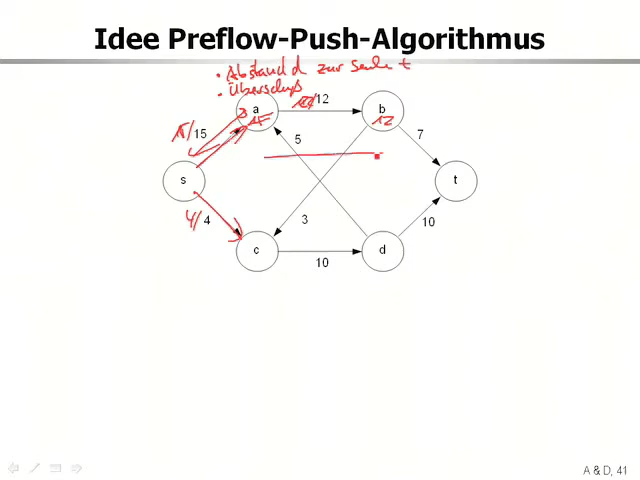 Idee Preflow-Push-Algorithmus
• Abstand d zur Senke t
• Überschuß
a /12 b
15/15 5 7
s t
4/4 3 10
c 10 d
12
A & D, 41